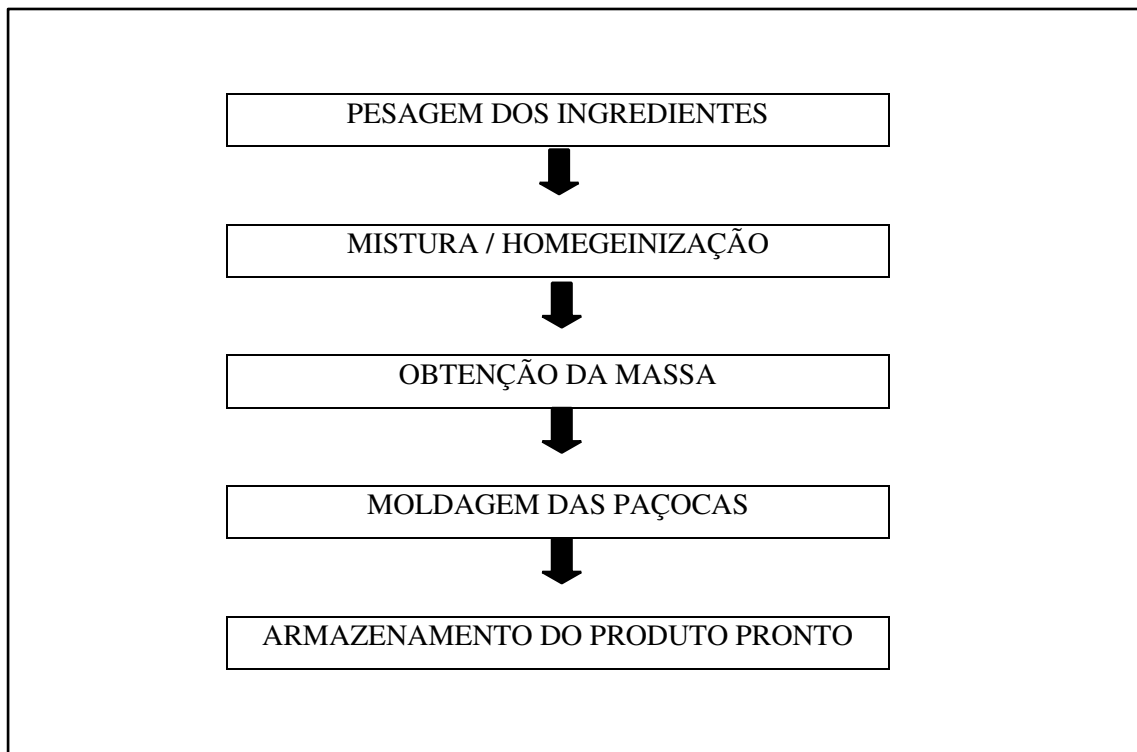 PESAGEM DOS INGREDIENTES
MISTURA / HOMEGEINIZAÇÃO
OBTENÇÃO DA MASSA
MOLDAGEM DAS PAÇOCAS
ARMAZENAMENTO DO PRODUTO PRONTO